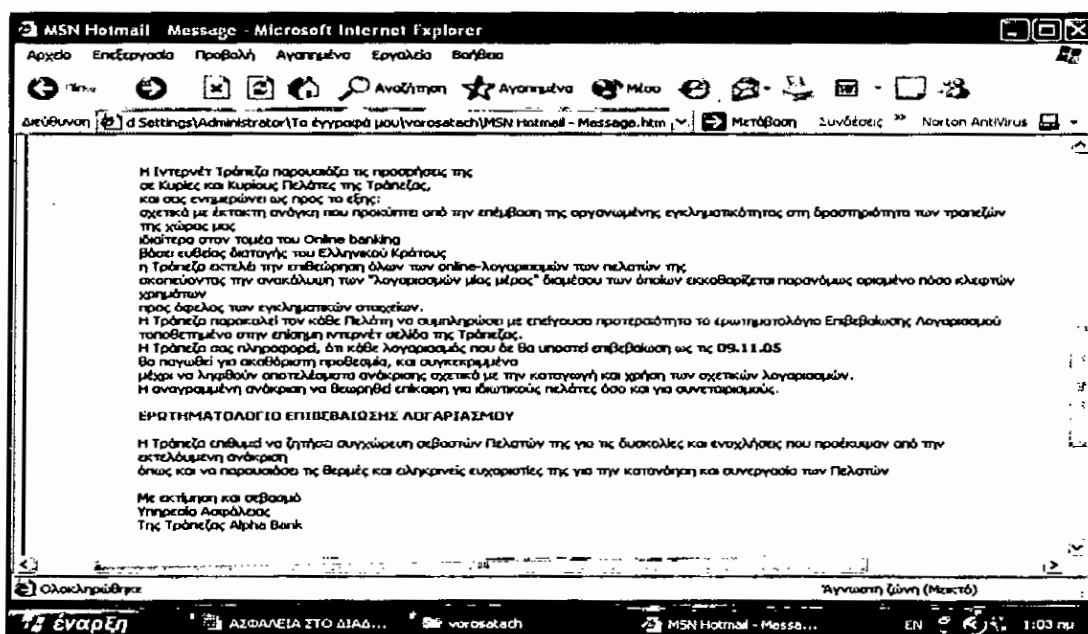 MSN Hotmail - Message - Microsoft Internet Explorer
Αρχείο Επεξεργασία Προβολή Αγαπημένα Εργαλεία Βοήθεια
Αναζήτηση Αγαπημένα Μέσα
Διεύθυνση d Settings\Administrator\Τα έγγραφά μου\vorosatach\MSN Hotmail - Message.htm Μετάβαση Συνδέσεις » Norton AntiVirus
Η Ιντερνέτ Τράπεζα παρουσιάζει τις προσρήσεις της
σε Κυρίες και Κυρίους Πελάτες της Τράπεζας,
και σας ενημερώνει ως προς το εξής:
σχετικά με έκτακτη ανάγκη που προκύπτει από την επέμβαση της οργανωμένης εγκληματικότητας στη δραστηριότητα των τραπεζών
της χώρας μας
ιδιαίτερα στον τομέα του Online banking
βάσει ευθείας διαταγής του Ελληνικού Κράτους
η Τράπεζα εκτελεί την επιθεώρηση όλων των online-λογαριασμών των πελατών της
σκοπεύοντας την ανακάλυψη των "λογαριασμών μίας μέρας" διαμέσου των όποίων εκκαθαρίζεται παρανόμως ορισμένο πόσο κλεφτών
χρημάτων
προς όφελος των εγκληματικών στοιχείων.
Η Τράπεζα παρακαλεί τον κάθε Πελάτη να συμπληρώσει με επείγουσα προτεραιότητα το ερωτηματολόγιο Επιβεβαίωσης Λογαριασμού
τοποθετημένο στην επίσημη ιντερνέτ σελίδα της Τράπεζας.
Η Τράπεζα σας πληροφορεί, ότι κάθε λογαριασμός που δε θα υποστεί επιβεβαίωση ως τις 09.11.05
θα παγωθεί για ακαθόριστη προθεσμία, και συγκεκριμένα
μέχρι να ληφθούν αποτελέσματα ανάκρισης σχετικά με την καταγωγή και χρήση των σχετικών λογαριασμών.
Η αναγραμμένη ανάκριση να θεωρηθεί επίκαιρη για ιδιωτικούς πελάτες όσο και για συνεταιρισμούς.
ΕΡΩΤΗΜΑΤΟΛΟΓΙΟ ΕΠΙΒΕΒΑΙΩΣΗΣ ΛΟΓΑΡΙΑΣΜΟΥ
Η Τράπεζα επιθυμεί να ζητήσει συγχώρευη σεβαστών Πελατών της για τις δυσκολίες και ενοχλήσεις που προέκυψαν από την
εκτελόυμενη ανάκριση
όπως και να παρουσιάσει τις θερμές και ειληκρινείς ευχαριστίες της για την κατανόηση και συνεργασία των Πελατών
Με εκτίμηση και σεβασμό
Υπηρεσία Ασφάλειας
Της Τράπεζας Alpha Bank
Ολοκληρώθηκε Άγνωστη ζώνη (Μεικτό)
έναρξη ΑΣΦΑΛΕΙΑ ΣΤΟ ΔΙΑΔ... vorosatach MSN Hotmail - Messa... EN 1:03 πμ